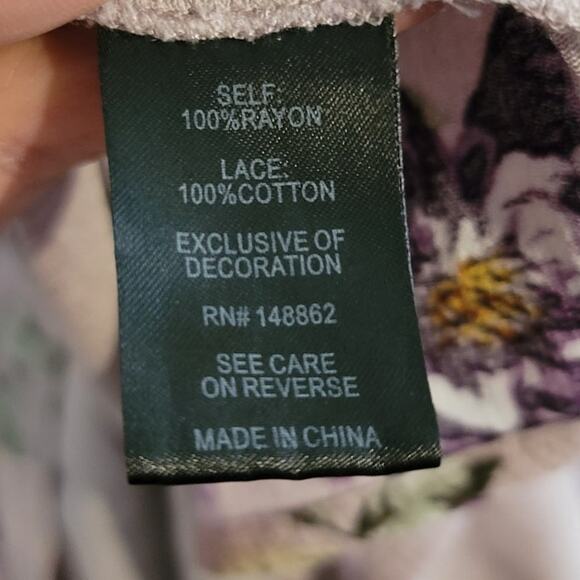 SELF:
100%RAYON
LACE:
100%COTTON
EXCLUSIVE OF
DECORATION
RN# 148862
SEE CARE
ON REVERSE
MADE IN CHINA